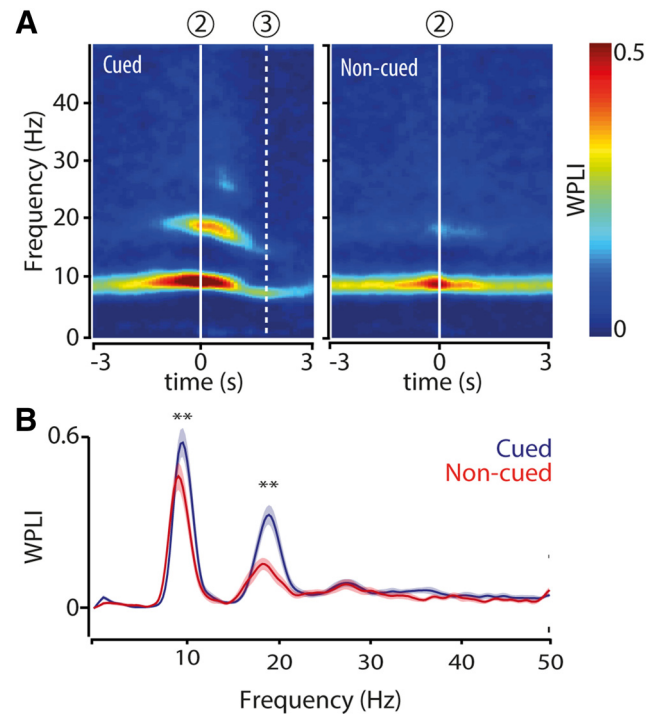 A
② ③ ②
Cued Non-cued
0.5
40
30
20
10
0
Frequency (Hz)
WPLI
0
-3 0 3 -3 0 3
time (s) time (s)
B
** **
0.6
0
WPLI
Cued
Non-cued
10 20 30 40 50
Frequency (Hz)